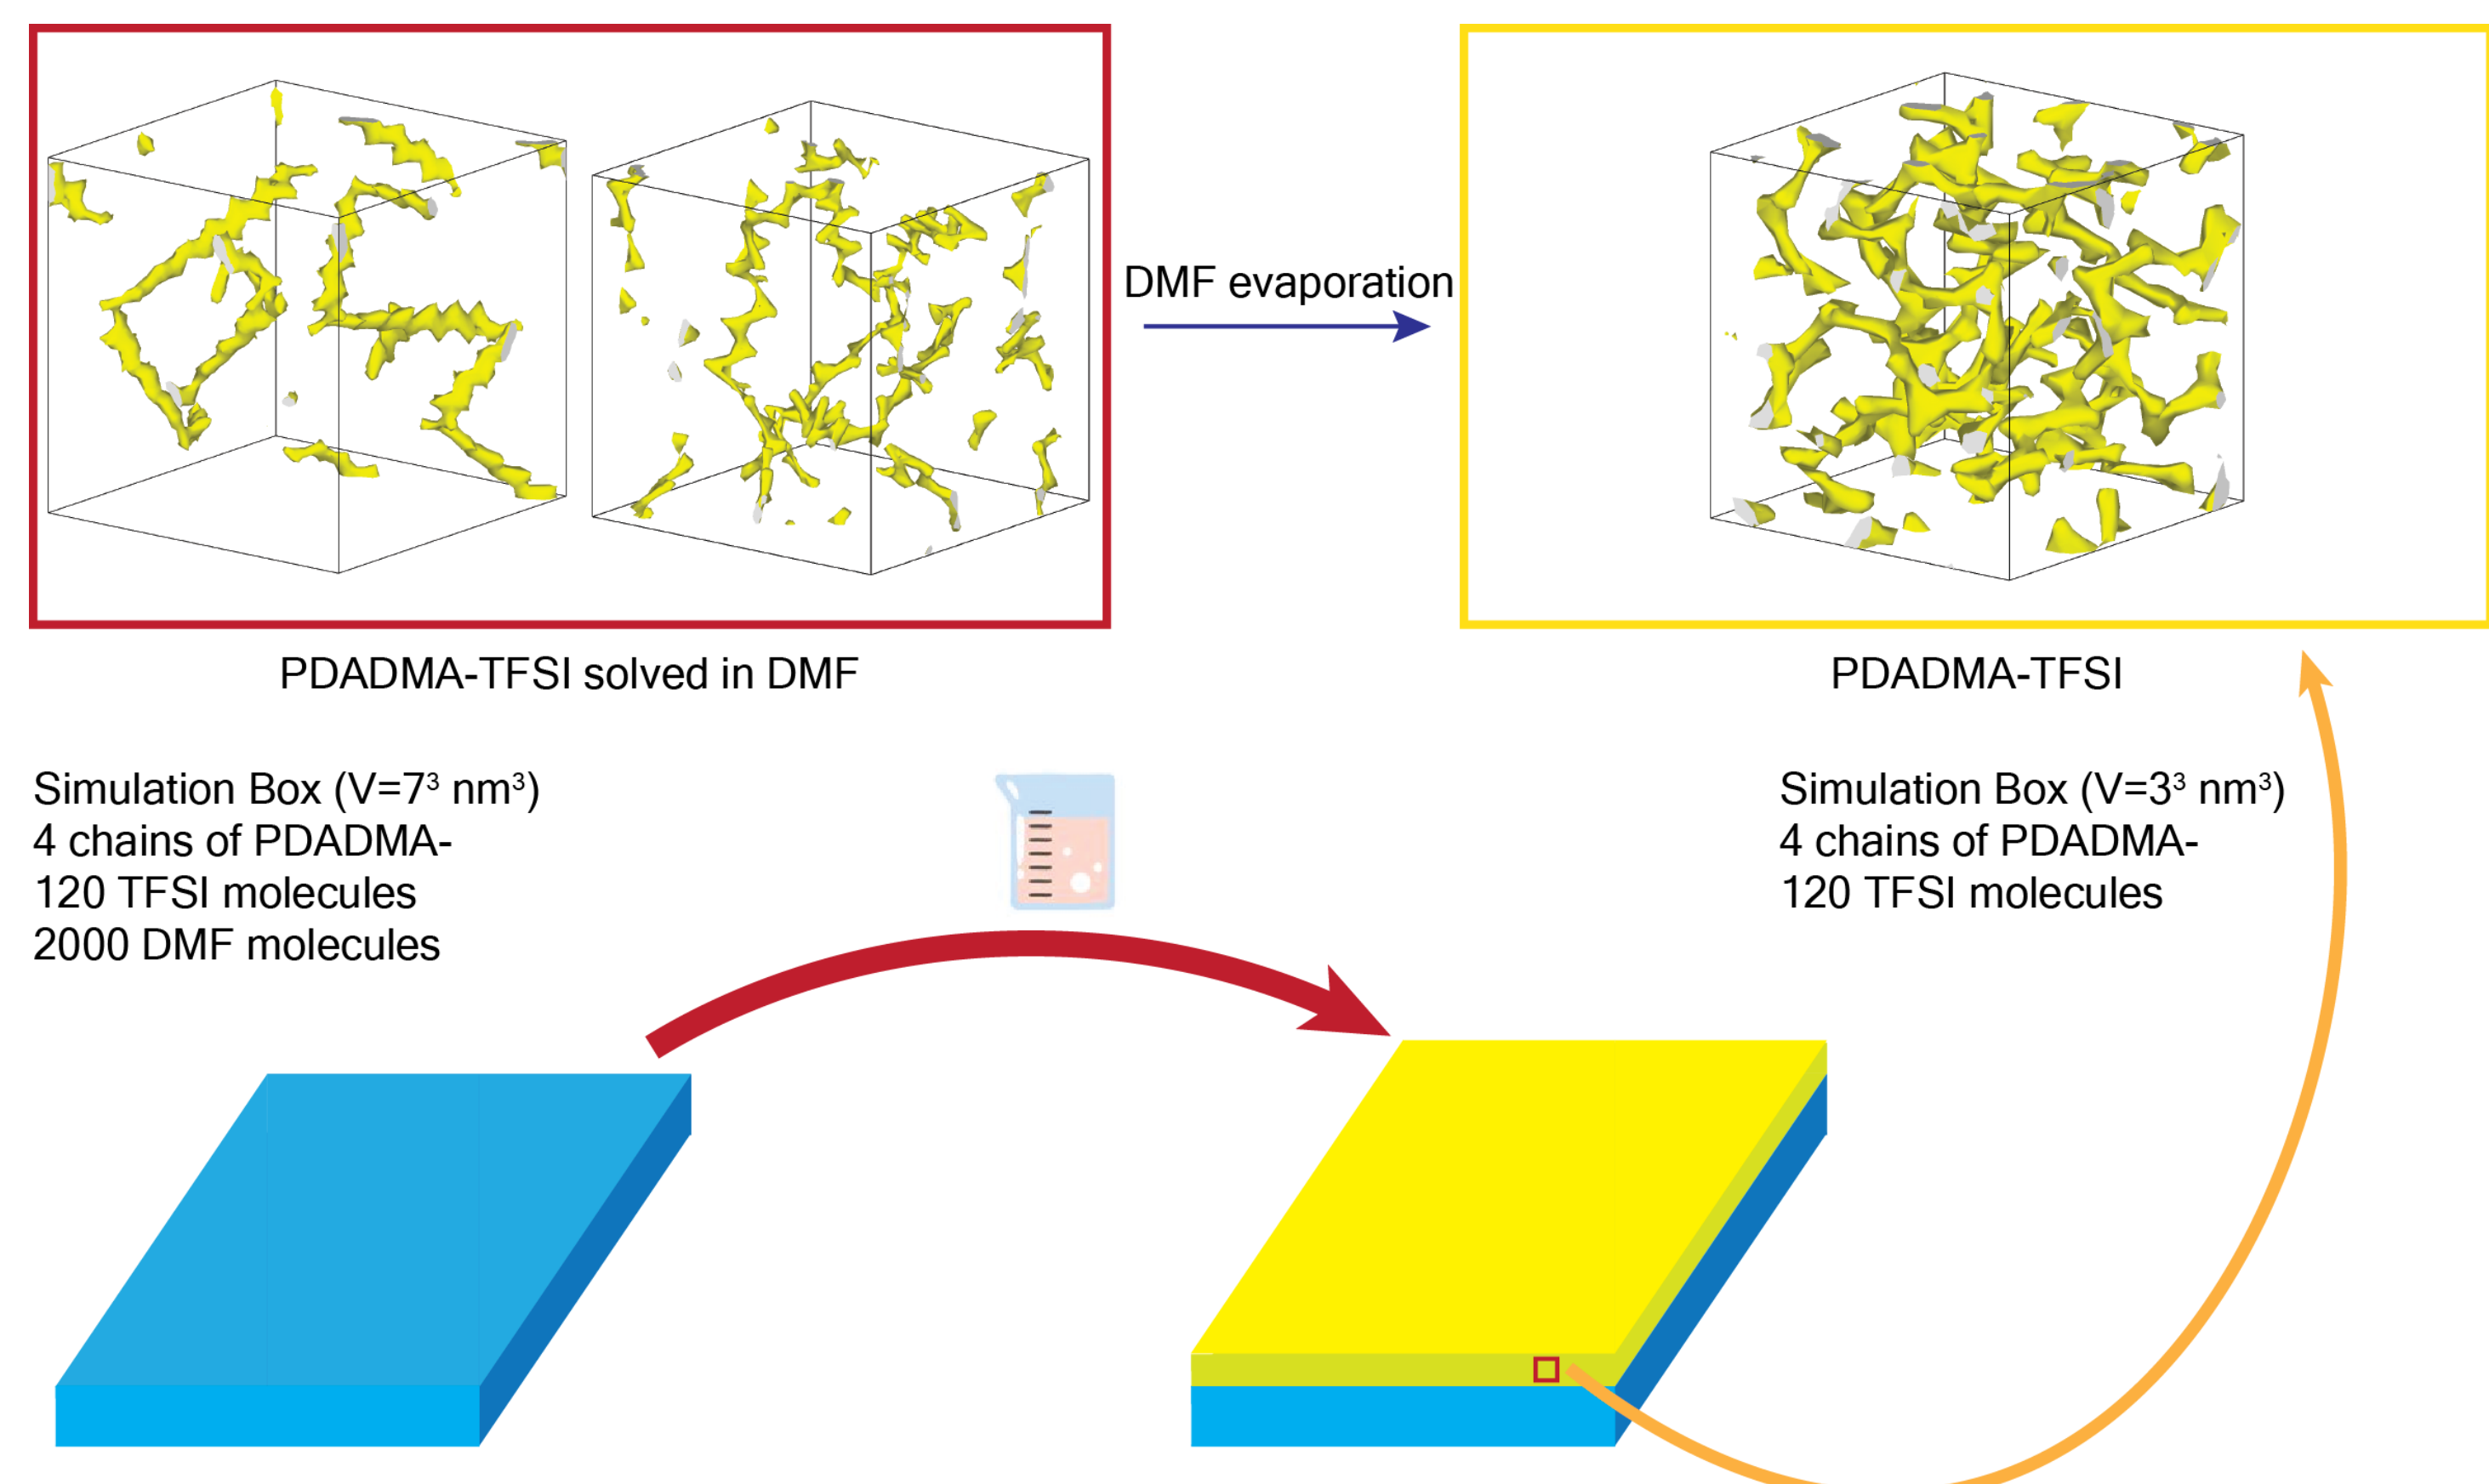 DMF evaporation
PDADMA-TFSI solved in DMF
PDADMA-TFSI
Simulation Box (V=7³ nm³)
4 chains of PDADMA-
120 TFSI molecules
2000 DMF molecules
Simulation Box (V=3³ nm³)
4 chains of PDADMA-
120 TFSI molecules